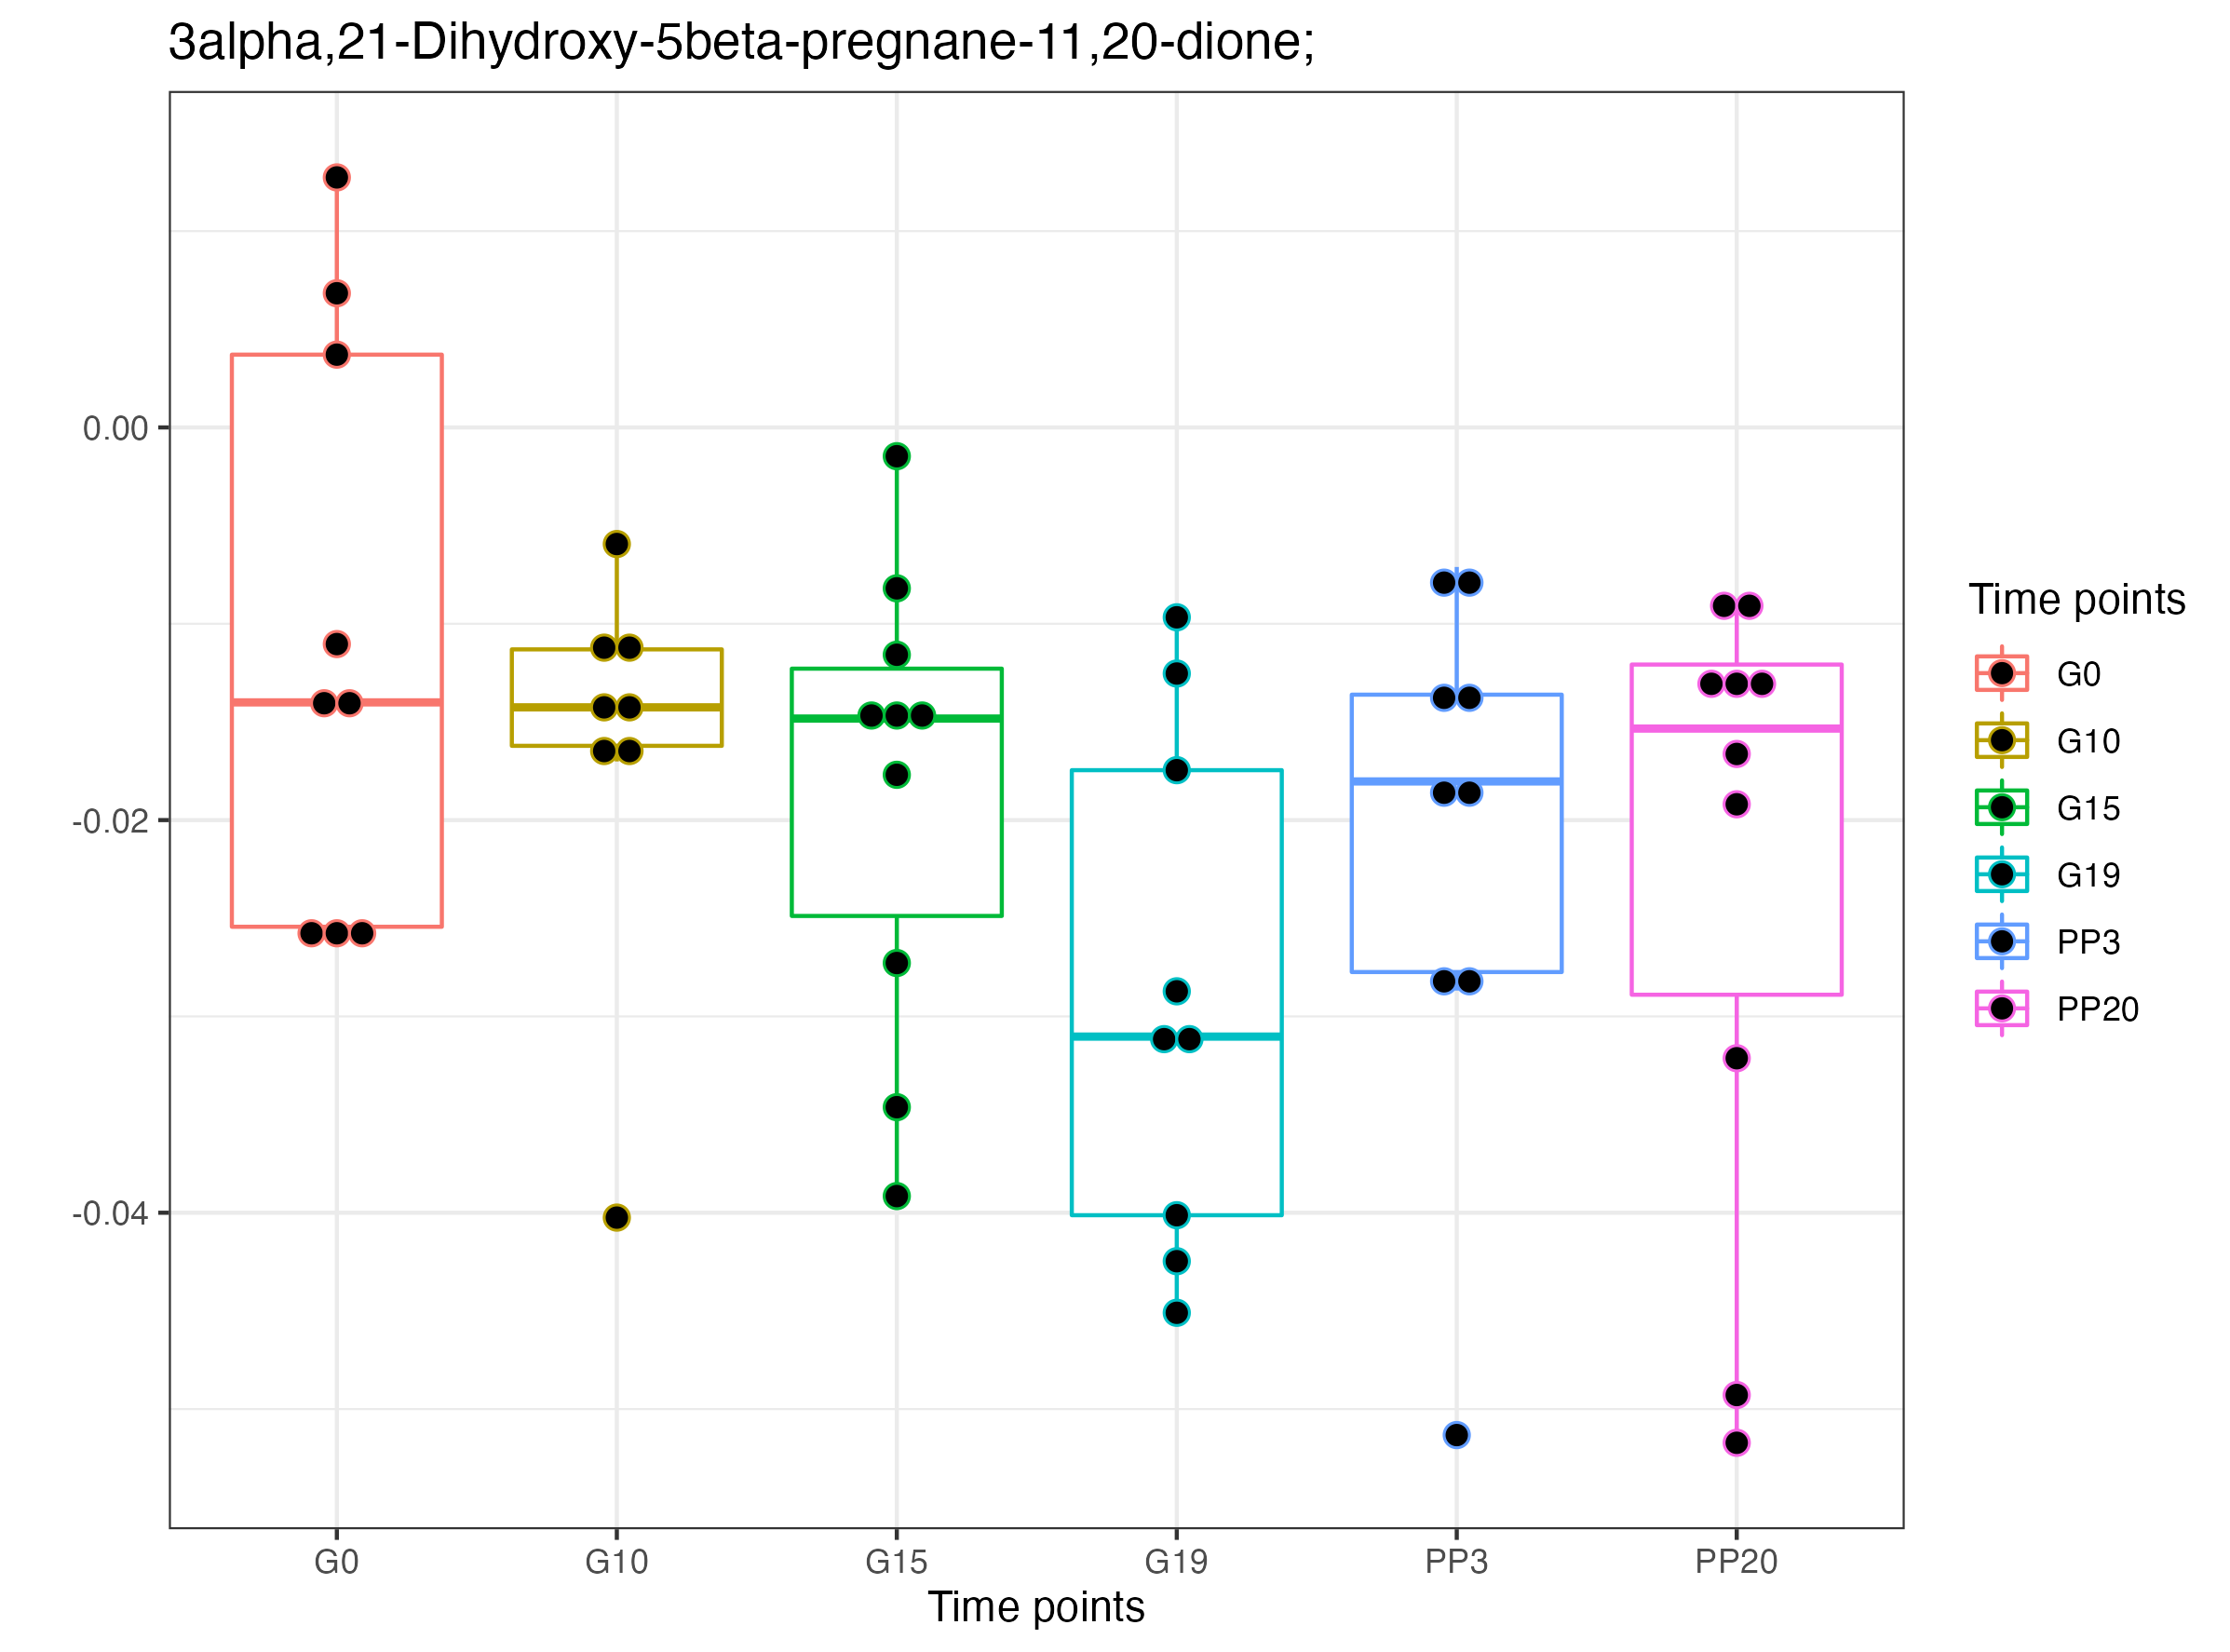 3alpha,21-Dihydroxy-5beta-pregnane-11,20-dione;
0.00
-0.02
-0.04
G0 G10 G15 G19 PP3 PP20
Time points
Time points
G0
G10
G15
G19
PP3
PP20